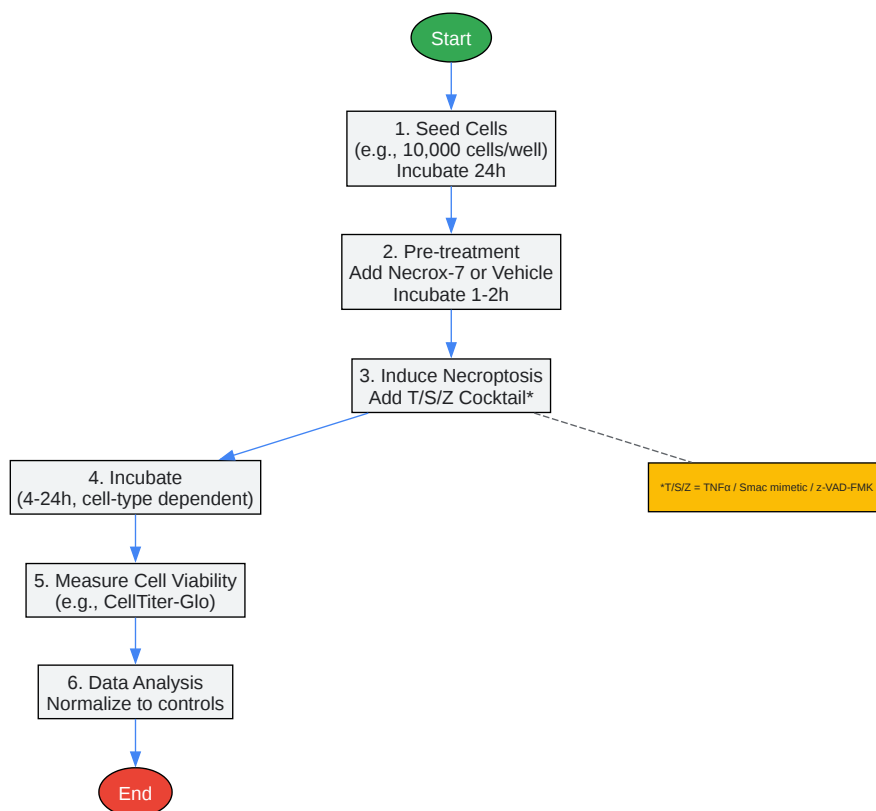 Start
1. Seed Cells
(e.g., 10,000 cells/well)
Incubate 24h
2. Pre-treatment
Add Necrox-7 or Vehicle
Incubate 1-2h
3. Induce Necroptosis
Add T/S/Z Cocktail*
4. Incubate
(4-24h, cell-type dependent)
*T/S/Z = TNFα / Smac mimetic / z-VAD-FMK
5. Measure Cell Viability
(e.g., CellTiter-Glo)
6. Data Analysis
Normalize to controls
End